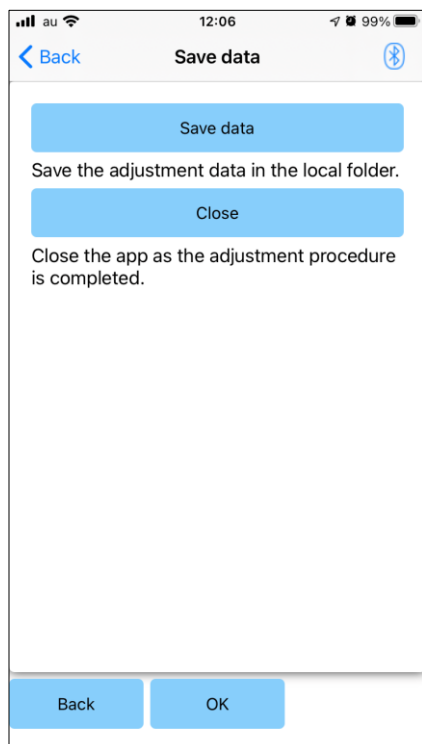 au 12:06 99%
Back Save data
Save data
Save the adjustment data in the local folder.
Close
Close the app as the adjustment procedure
is completed.
Back OK